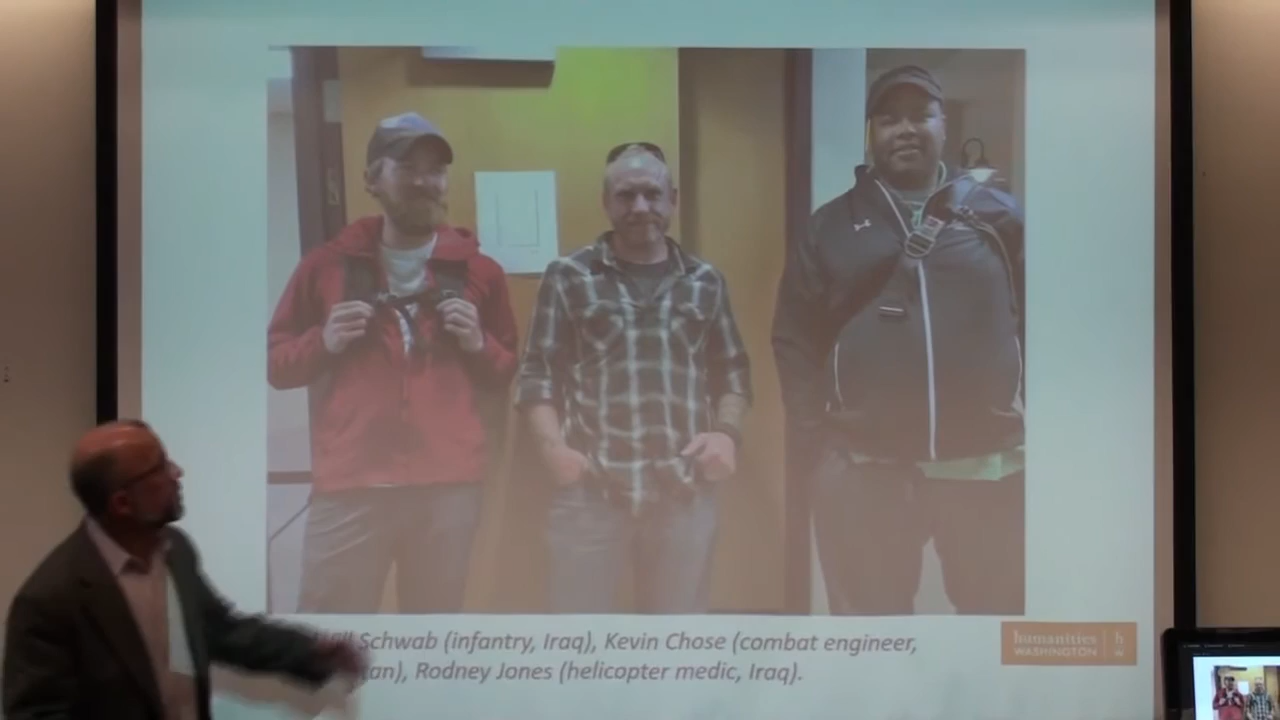 Schwab (infantry, Iraq), Kevin Chose (combat engineer,
Rodney Jones (helicopter medic, Iraq).
humanities h
WASHINGTON w